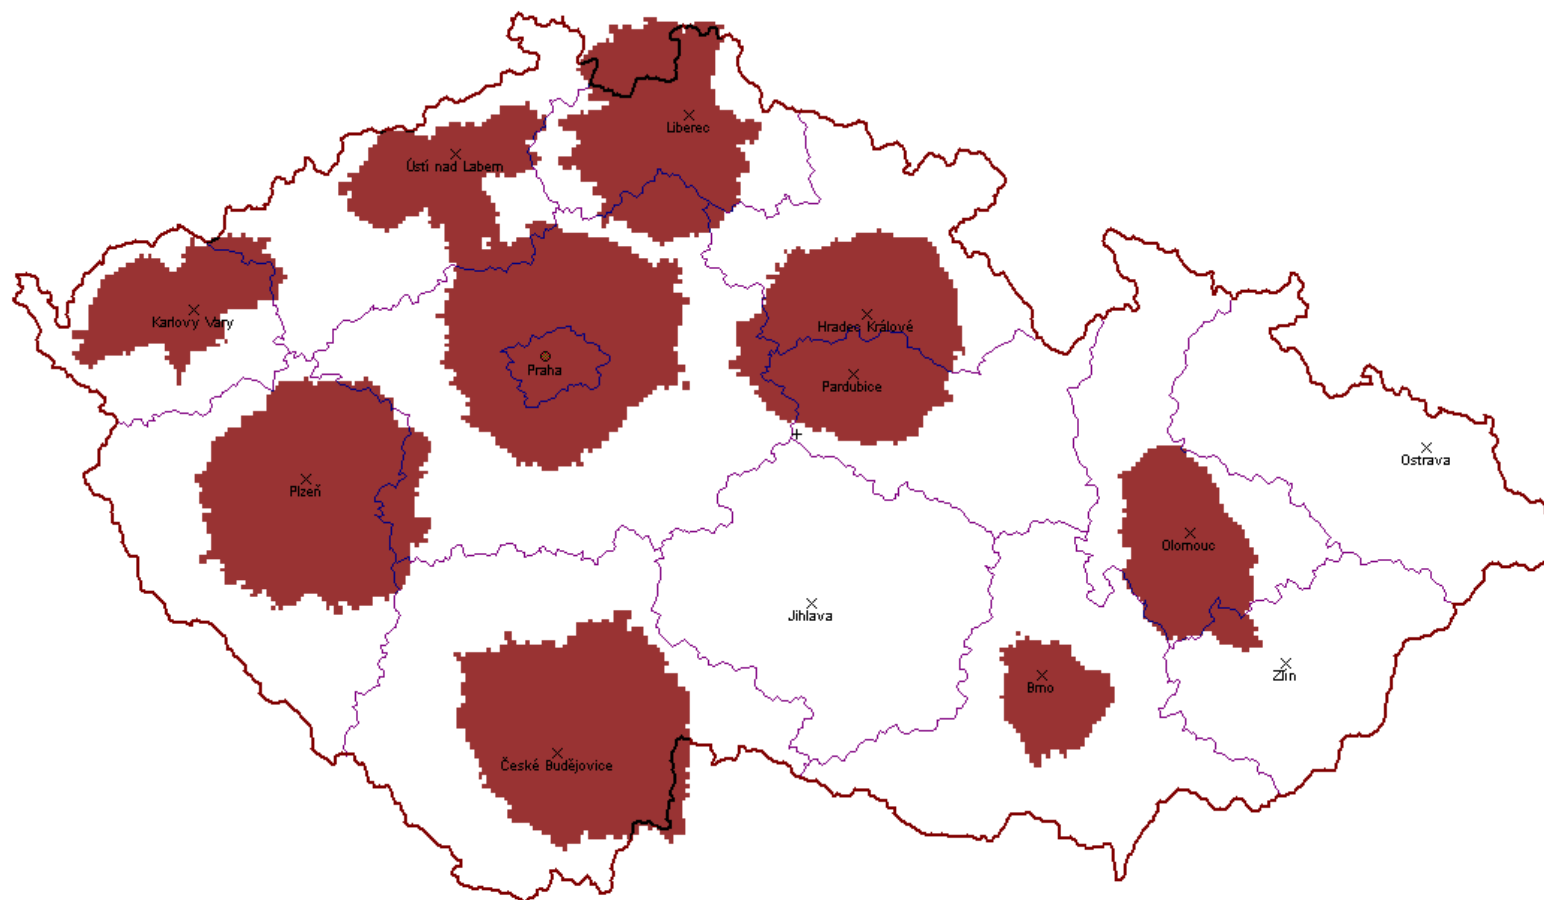 Liberec
Ústí nad Labem
Karlovy Vary
Hradec Králové
Praha
Pardubice
Ostrava
Plzeň
Olomouc
Jihlava
Zlín
Brno
České Budějovice